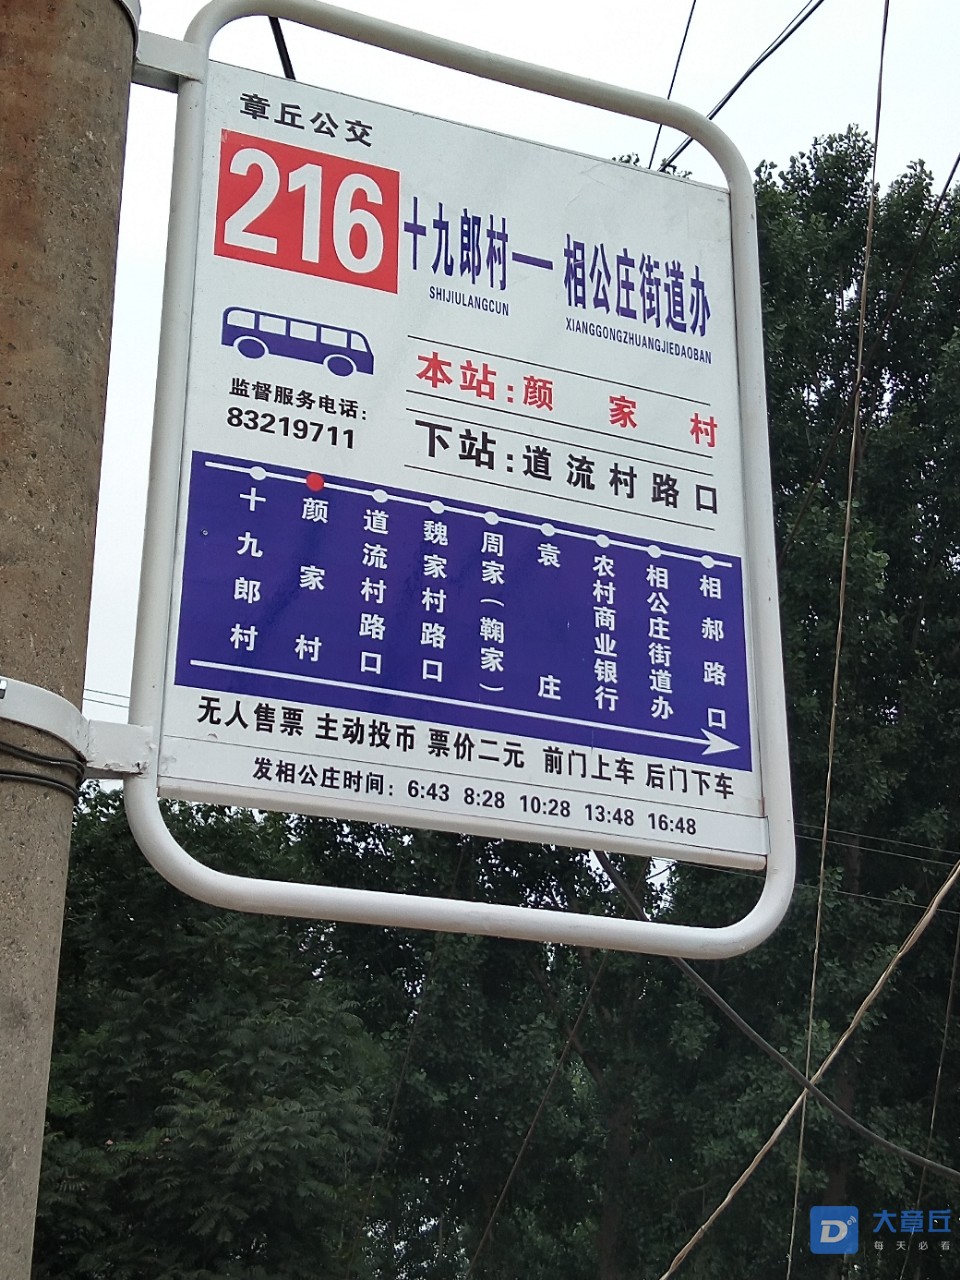 章丘公交
216
十九郎村—相公庄街道办
SHIJIULANGCUN
XIANGGONGZHUANGJIEDAOBAN
本站:颜家村
下站:道流村路口
监督服务电话:
83219711
十九郎村
颜家村
道流村路口
魏家村路口
周家(鞠家)
袁庄
农村商业银行
相公庄街道办
相郝路口
无人售票 主动投币 票价二元 前门上车 后门下车
发相公庄时间: 6:43 8:28 10:28 13:48 16:48
D
大章丘
每天必看